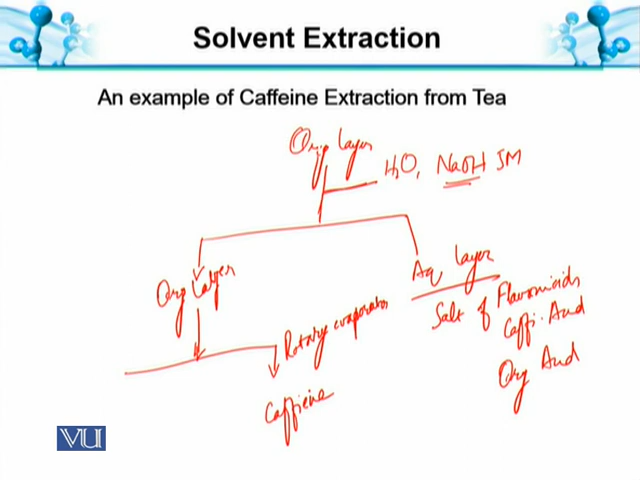 Solvent Extraction
An example of Caffeine Extraction from Tea
Org layer
H2O, NaOH 5M
Org Layer
Aq layer
Salt of Flavonoids
Caffi. Acid
Org Acid
Rotary evaporator
Caffeine
VU